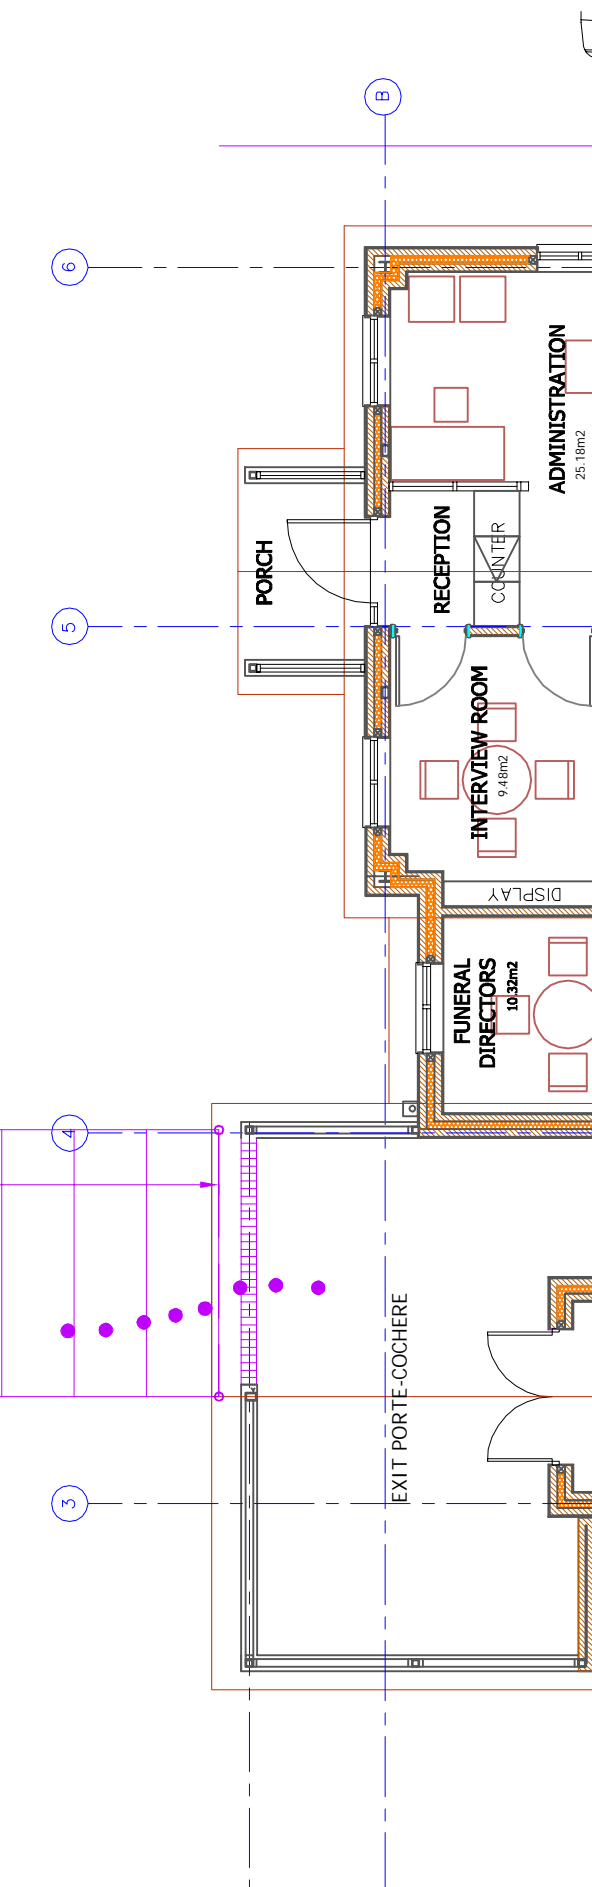 B
6
ADMINISTRATION
25.18m2
PORCH
RECEPTION
COUNTER
5
INTERVIEW ROOM
9.48m2
DISPLAY
FUNERAL
DIRECTORS
10.32m2
4
EXIT PORTE-COCHERE
3